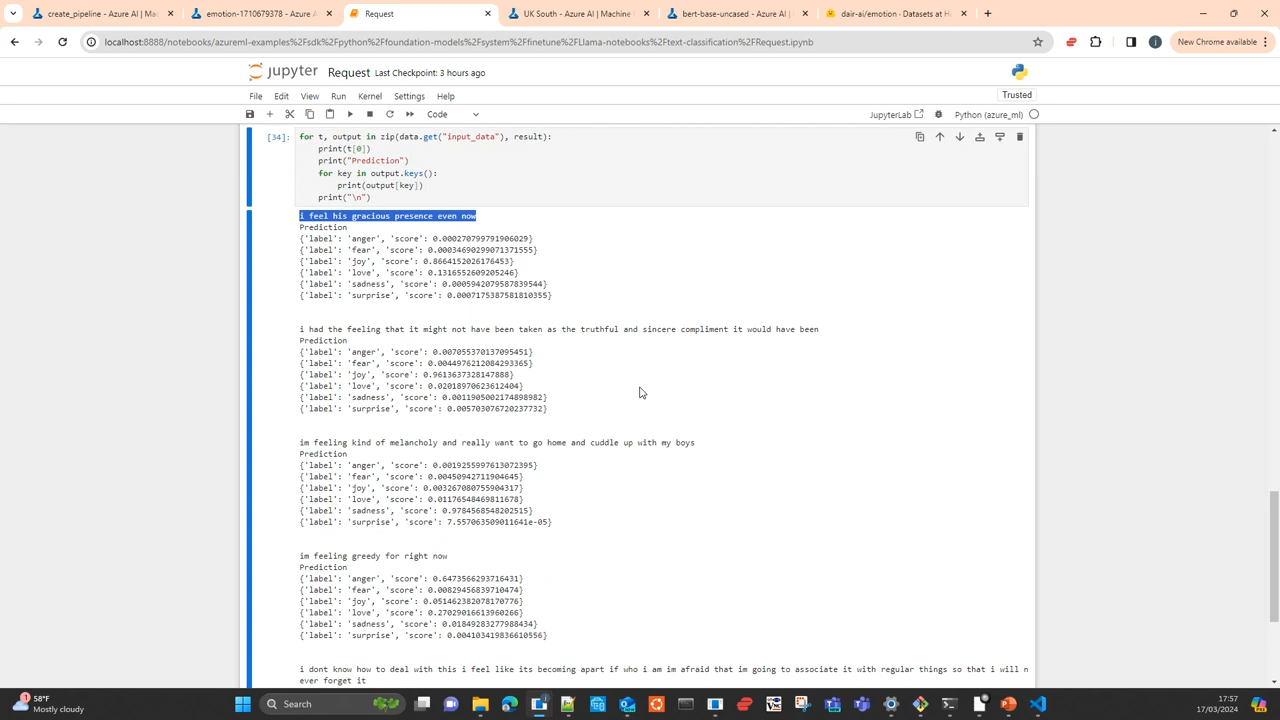 create_pipeline - Azure AI | Mac
emotion-1710679378 - Azure A
Request
UK South - Azure AI | Machine
bert-base-uncased - Azure AI |
dair-ai/emotion · Datasets at H
localhost:8888/notebooks/azureml-examples%2Fsdk%2Fpython%2Ffoundation-models%2Fsystem%2Ffinetune%2FLlama-notebooks%2Ftext-classification%2FRequest.ipynb
New Chrome available
jupyter Request Last Checkpoint: 3 hours ago
File Edit View Run Kernel Settings Help
Trusted
Code
JupyterLab
Python (azure_ml)
[34]: for t, output in zip(data.get("input_data"), result):
print(t[0])
print("Prediction")
for key in output.keys():
print(output[key])
print("\n")
i feel his gracious presence even now
Prediction
{'label': 'anger', 'score': 0.000270799791906029}
{'label': 'fear', 'score': 0.00034690299071371555}
{'label': 'joy', 'score': 0.8664152026176453}
{'label': 'love', 'score': 0.1316552609205246}
{'label': 'sadness', 'score': 0.0005942079587839544}
{'label': 'surprise', 'score': 0.0007175387581810355}
i had the feeling that it might not have been taken as the truthful and sincere compliment it would have been
Prediction
{'label': 'anger', 'score': 0.007055370137095451}
{'label': 'fear', 'score': 0.0044976212084293365}
{'label': 'joy', 'score': 0.9613637328147888}
{'label': 'love', 'score': 0.02018970623612404}
{'label': 'sadness', 'score': 0.0011905002174898982}
{'label': 'surprise', 'score': 0.005703076720237732}
im feeling kind of melancholy and really want to go home and cuddle up with my boys
Prediction
{'label': 'anger', 'score': 0.0019255997613072395}
{'label': 'fear', 'score': 0.00450942711904645}
{'label': 'joy', 'score': 0.003267080755904317}
{'label': 'love', 'score': 0.01176548469811678}
{'label': 'sadness', 'score': 0.9784568548202515}
{'label': 'surprise', 'score': 7.557063509011641e-05}
im feeling greedy for right now
Prediction
{'label': 'anger', 'score': 0.6473566293716431}
{'label': 'fear', 'score': 0.00829456839710474}
{'label': 'joy', 'score': 0.051462382078170776}
{'label': 'love', 'score': 0.27029016613960266}
{'label': 'sadness', 'score': 0.01849283277988434}
{'label': 'surprise', 'score': 0.004103419836610556}
i dont know how to deal with this i feel like its becoming apart if who i am im afraid that im going to associate it with regular things so that i will n
ever forget it
58°F
Mostly cloudy
Search
17:57
17/03/2024